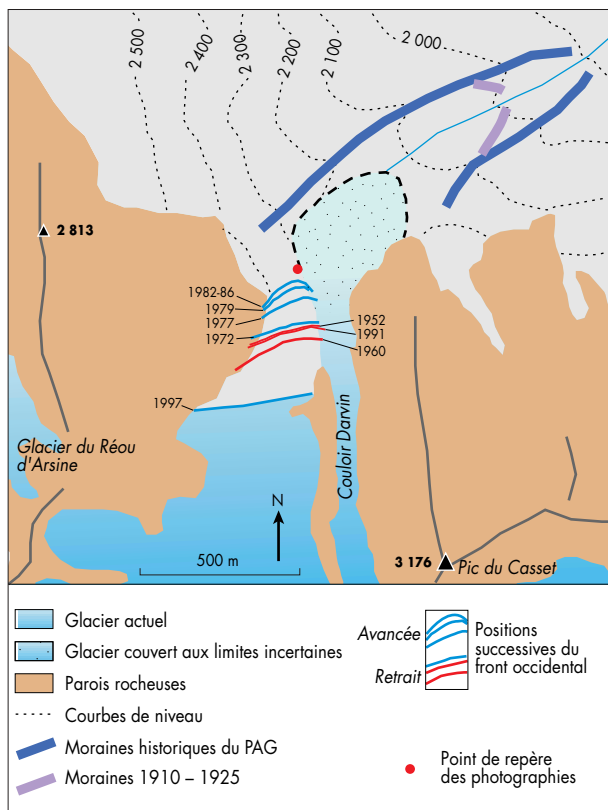 2 500
2 400
2 300
2 200
2 100
2 000
2 813
1982-86
1979
1977
1972
1952
1991
1960
1997
Glacier du Réou
d'Arsine
Couloir Darvin
N
500 m
3 176
Pic du Casset
Glacier actuel
Glacier couvert aux limites incertaines
Parois rocheuses
Courbes de niveau
Moraines historiques du PAG
Moraines 1910 – 1925
Avancée
Retrait
Positions
successives du
front occidental
Point de repère
des photographies